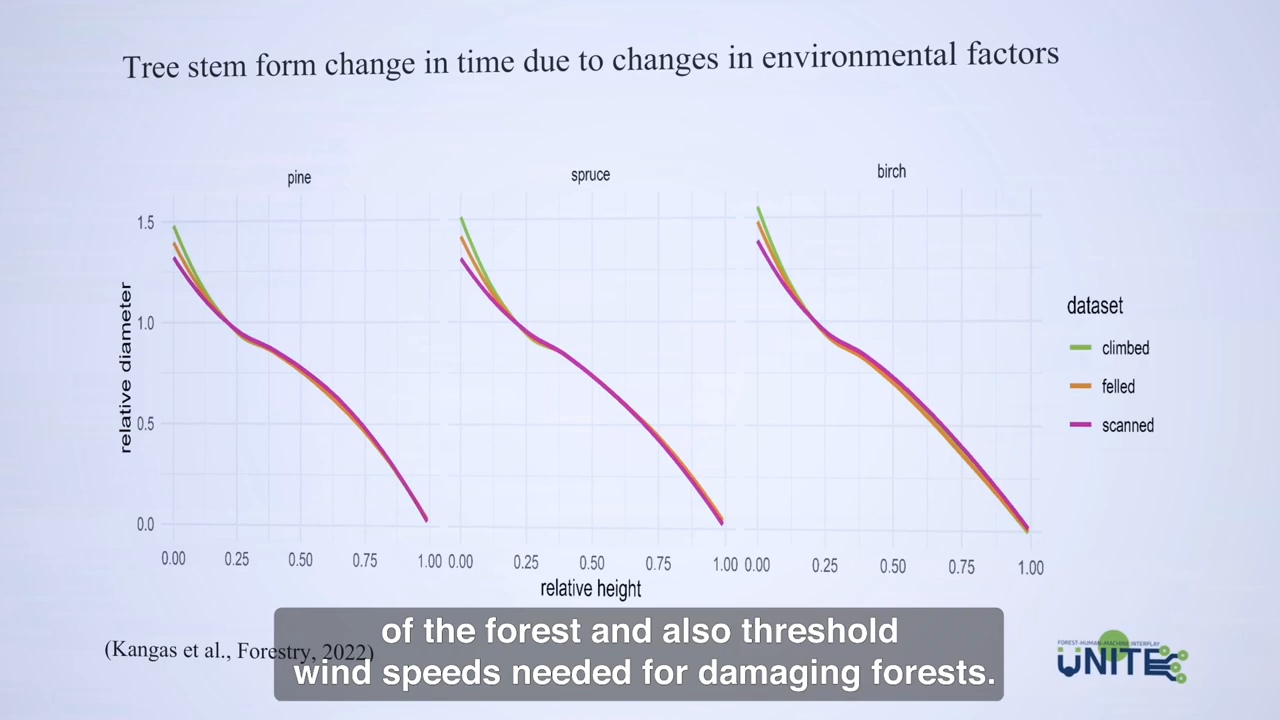 Tree stem form change in time due to changes in environmental factors
pine
spruce
birch
relative diameter
1.5
1.0
0.5
0.0
0.00 0.25 0.50 0.75 1.00 0.00 0.25 0.50 0.75 1.00 0.00 0.25 0.50 0.75 1.00
relative height
dataset
climbed
felled
scanned
(Kangas et al., Forestry, 2022)
of the forest and also threshold
wind speeds needed for damaging forests.
FOREST-HUMAN-MACHINE INTERPLAY
UNITE